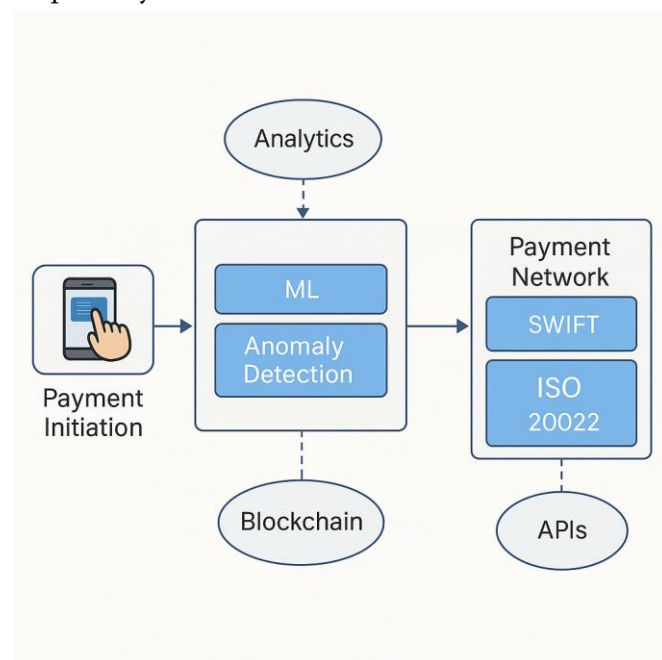 Analytics
ML
Anomaly
Detection
Payment
Initiation
Payment
Network
SWIFT
ISO
20022
Blockchain
APIs